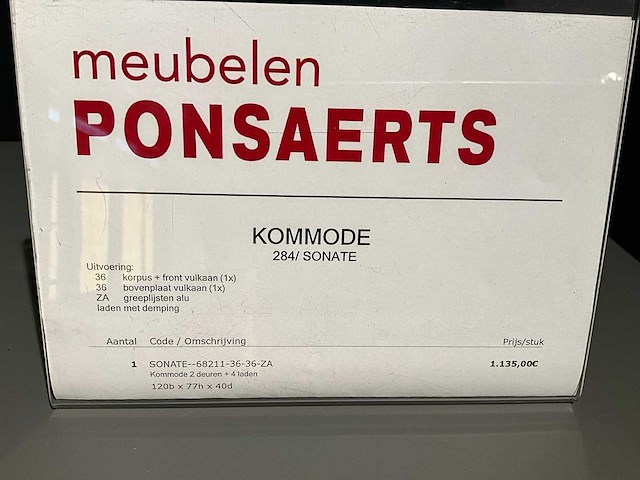 meubelen
PONSAERTS
KOMMODE
284/ SONATE
Uitvoering:
36 korpus + front vulkaan (1x)
36 bovenplaat vulkaan (1x)
ZA greeplijsten alu
laden met demping
Aantal Code / Omschrijving Prijs/stuk
1 SONATE--68211-36-36-ZA 1.135,00€
Kommode 2 deuren + 4 laden
120b x 77h x 40d